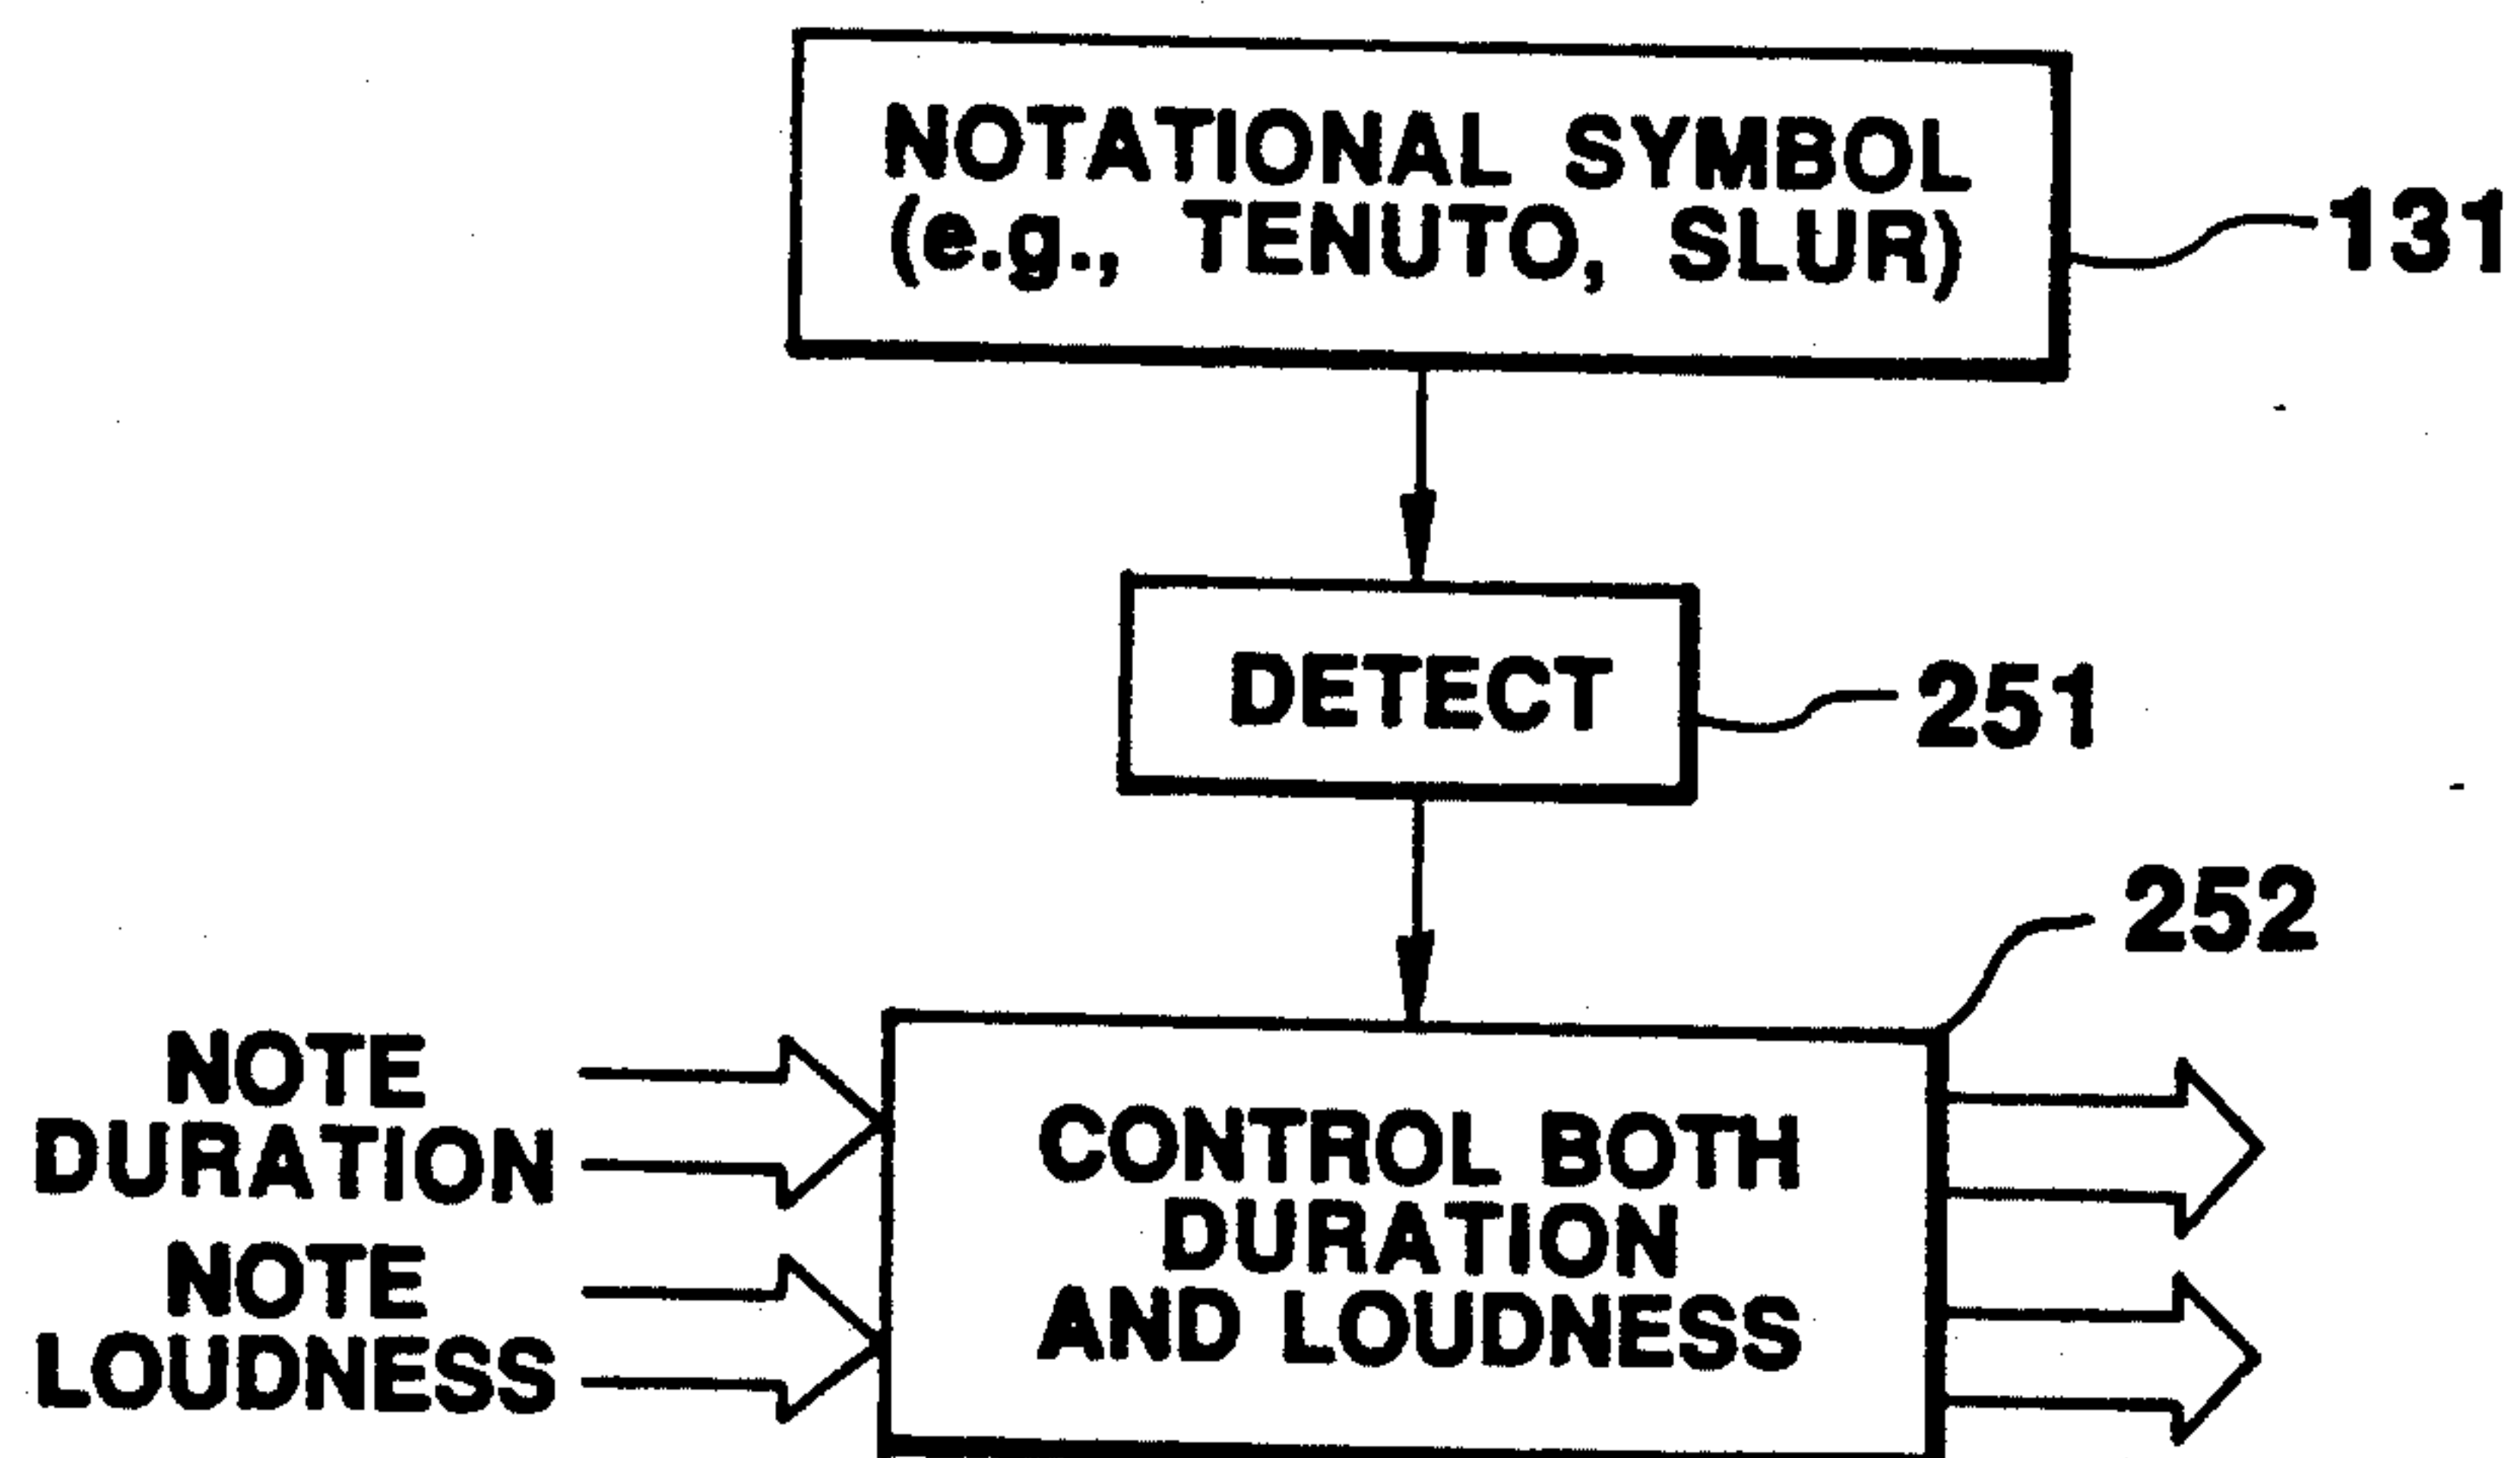 NOTATIONAL SYMBOL
(e.g., TENUTO, SLUR)
131
DETECT
251
252
NOTE
DURATION
NOTE
LOUDNESS
CONTROL BOTH
DURATION
AND LOUDNESS